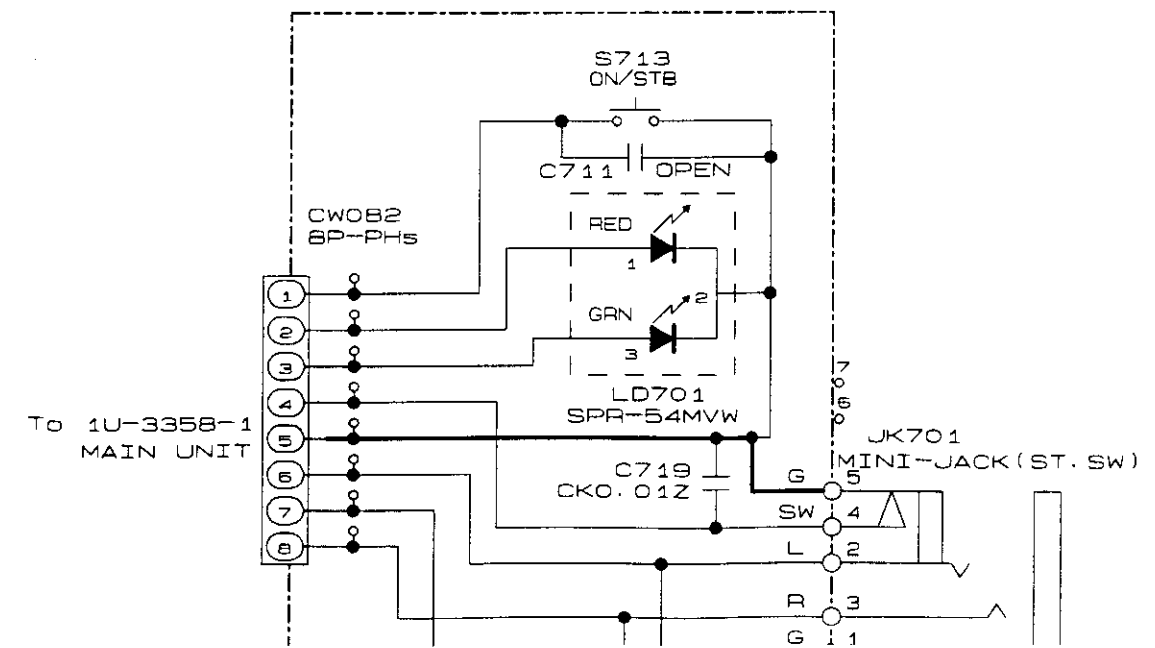 S713
ON/STB
C711
OPEN
CW082
8P-PHs
RED
1
2
GRN
3
LD701
SPR-54MVW
1
2
3
4
5
6
7
8
To 1U-3358-1
MAIN UNIT
7
6
JK701
MINI-JACK(ST.SW)
C719
CK0.01Z
G 5
SW 4
L 2
R 3
G 1